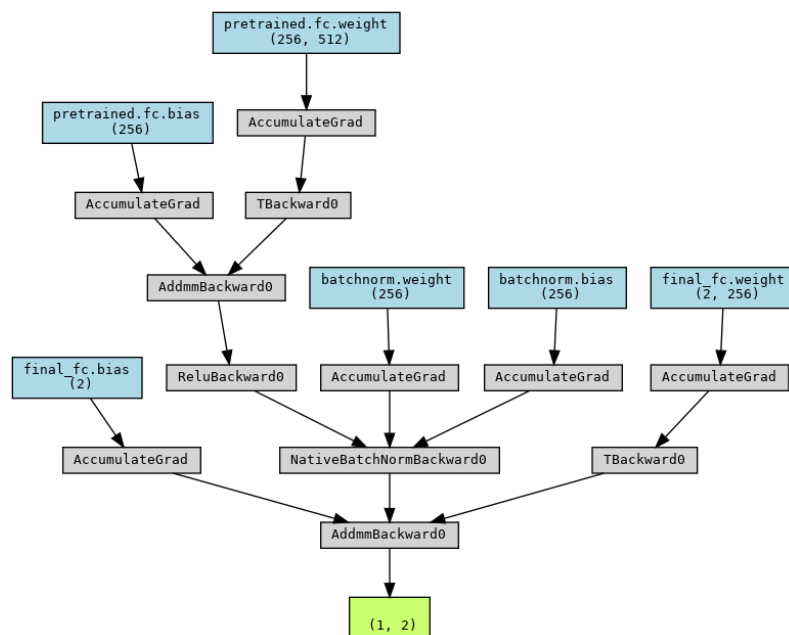 pretrained.fc.weight
(256, 512)
pretrained.fc.bias
(256)
AccumulateGrad
AccumulateGrad
TBackward0
AddmmBackward0
batchnorm.weight
(256)
batchnorm.bias
(256)
final_fc.weight
(2, 256)
final_fc.bias
(2)
ReluBackward0
AccumulateGrad
AccumulateGrad
AccumulateGrad
AccumulateGrad
NativeBatchNormBackward0
TBackward0
AddmmBackward0
(1, 2)